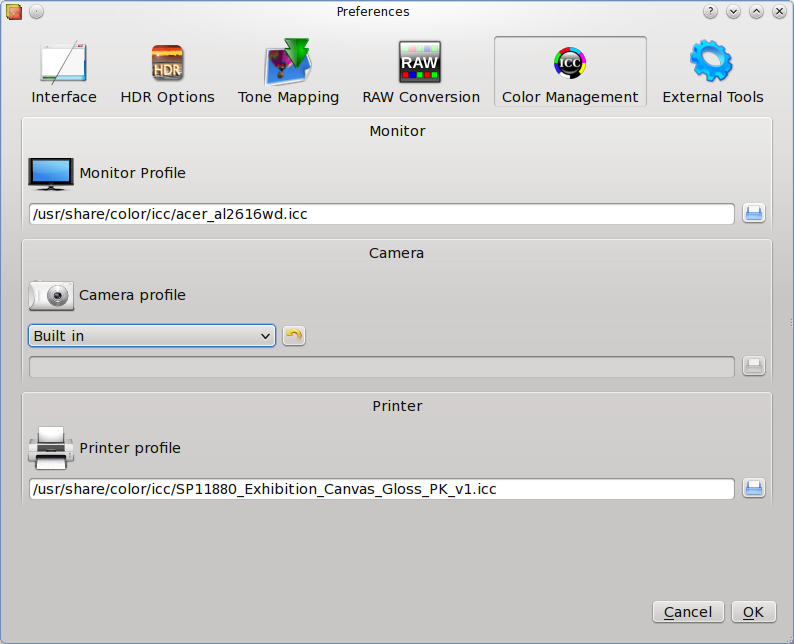 Preferences
Interface
HDR
HDR Options
Tone Mapping
RAW
RAW Conversion
ICC
Color Management
External Tools
Monitor
Monitor Profile
/usr/share/color/icc/acer_al2616wd.icc
Camera
Camera profile
Built in
Printer
Printer profile
/usr/share/color/icc/SP11880_Exhibition_Canvas_Gloss_PK_v1.icc
Cancel OK